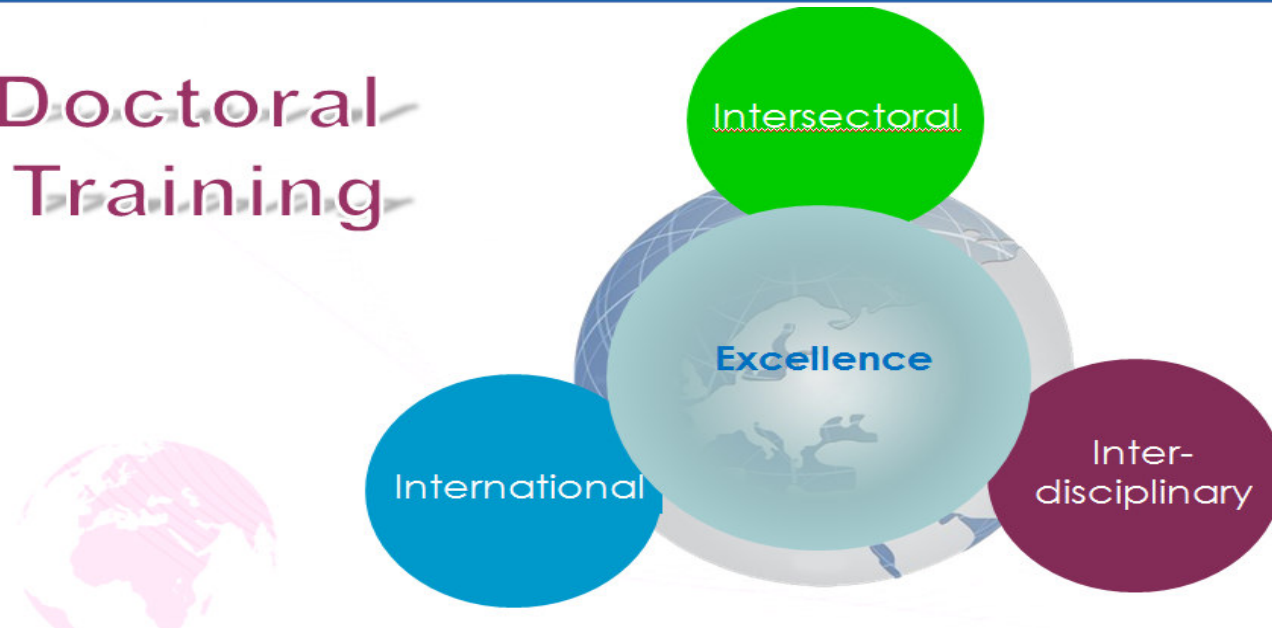 Doctoral
Training
Intersectoral
Excellence
International
Inter-
disciplinary